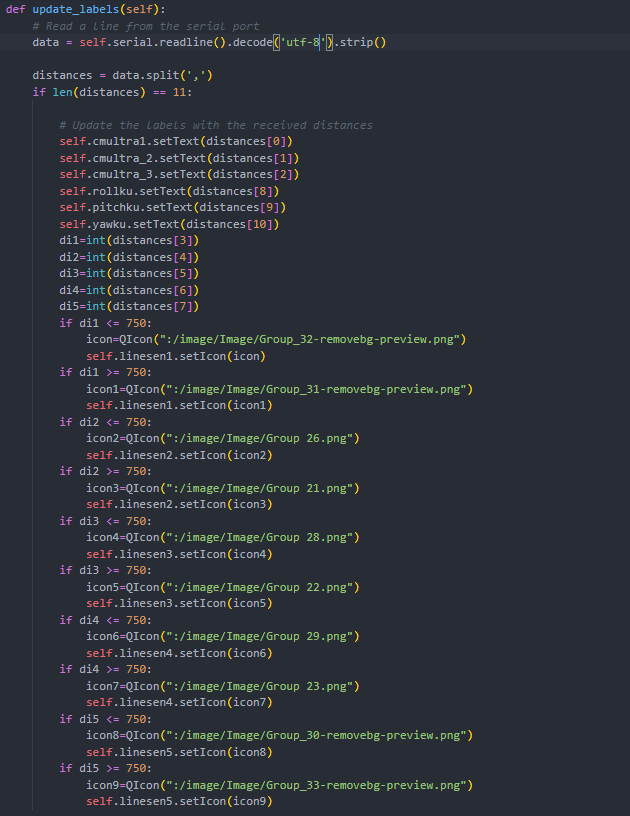 def update_labels(self):
    # Read a line from the serial port
    data = self.serial.readline().decode('utf-8').strip()

    distances = data.split(',')
    if len(distances) == 11:

        # Update the labels with the received distances
        self.cmultra1.setText(distances[0])
        self.cmultra_2.setText(distances[1])
        self.cmultra_3.setText(distances[2])
        self.rollku.setText(distances[8])
        self.pitchku.setText(distances[9])
        self.yawku.setText(distances[10])
        di1=int(distances[3])
        di2=int(distances[4])
        di3=int(distances[5])
        di4=int(distances[6])
        di5=int(distances[7])
        if di1 <= 750:
            icon=QIcon(":/image/Image/Group_32-removebg-preview.png")
            self.linesen1.setIcon(icon)
        if di1 >= 750:
            icon1=QIcon(":/image/Image/Group_31-removebg-preview.png")
            self.linesen1.setIcon(icon1)
        if di2 <= 750:
            icon2=QIcon(":/image/Image/Group 26.png")
            self.linesen2.setIcon(icon2)
        if di2 >= 750:
            icon3=QIcon(":/image/Image/Group 21.png")
            self.linesen2.setIcon(icon3)
        if di3 <= 750:
            icon4=QIcon(":/image/Image/Group 28.png")
            self.linesen3.setIcon(icon4)
        if di3 >= 750:
            icon5=QIcon(":/image/Image/Group 22.png")
            self.linesen3.setIcon(icon5)
        if di4 <= 750:
            icon6=QIcon(":/image/Image/Group 29.png")
            self.linesen4.setIcon(icon6)
        if di4 >= 750:
            icon7=QIcon(":/image/Image/Group 23.png")
            self.linesen4.setIcon(icon7)
        if di5 <= 750:
            icon8=QIcon(":/image/Image/Group_30-removebg-preview.png")
            self.linesen5.setIcon(icon8)
        if di5 >= 750:
            icon9=QIcon(":/image/Image/Group_33-removebg-preview.png")
            self.linesen5.setIcon(icon9)